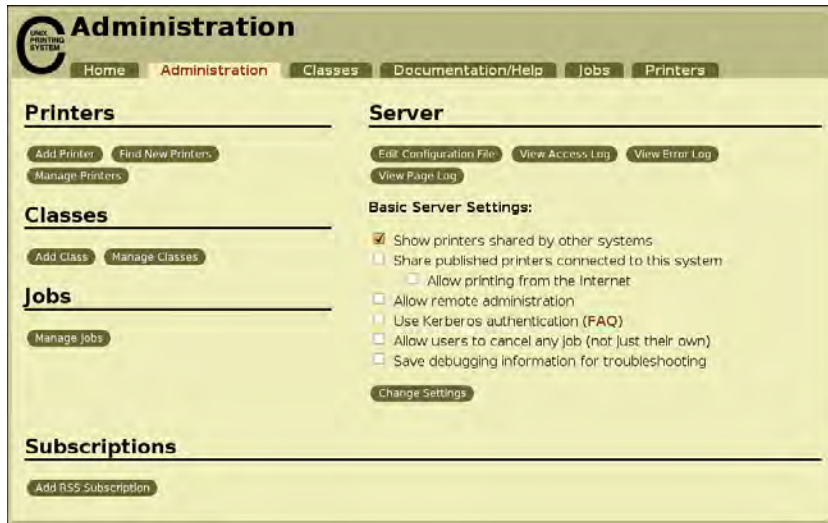 UNIX
PRINTING
SYSTEM
Administration
Home Administration Classes Documentation/Help Jobs Printers
Printers
Add Printer Find New Printers
Manage Printers
Classes
Add Class Manage Classes
Jobs
Manage Jobs
Server
Edit Configuration File View Access Log View Error Log
View Page Log
Basic Server Settings:
Show printers shared by other systems
Share published printers connected to this system
Allow printing from the Internet
Allow remote administration
Use Kerberos authentication (FAQ)
Allow users to cancel any job (not just their own)
Save debugging information for troubleshooting
Change Settings
Subscriptions
Add RSS Subscription